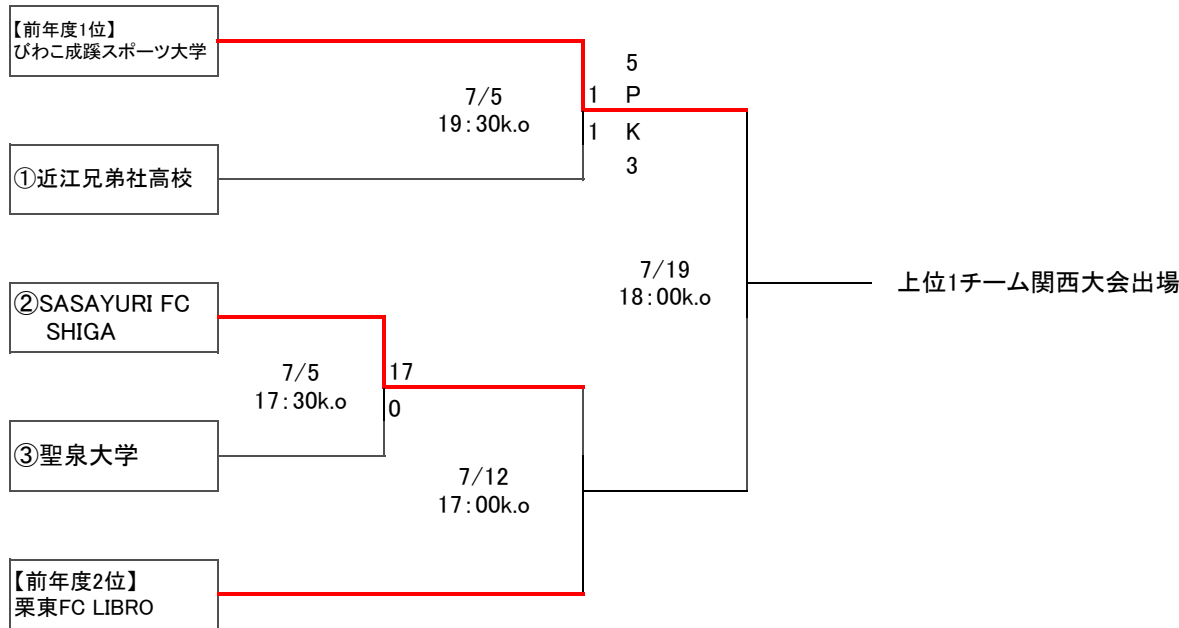 【前年度1位】
びわこ成蹊スポーツ大学
7/5
19:30k.o
5
1 P
1 K
3
①近江兄弟社高校
7/19
18:00k.o
上位1チーム関西大会出場
②SASAYURI FC
SHIGA
7/5
17:30k.o
17
0
③聖泉大学
7/12
17:00k.o
【前年度2位】
栗東FC LIBRO